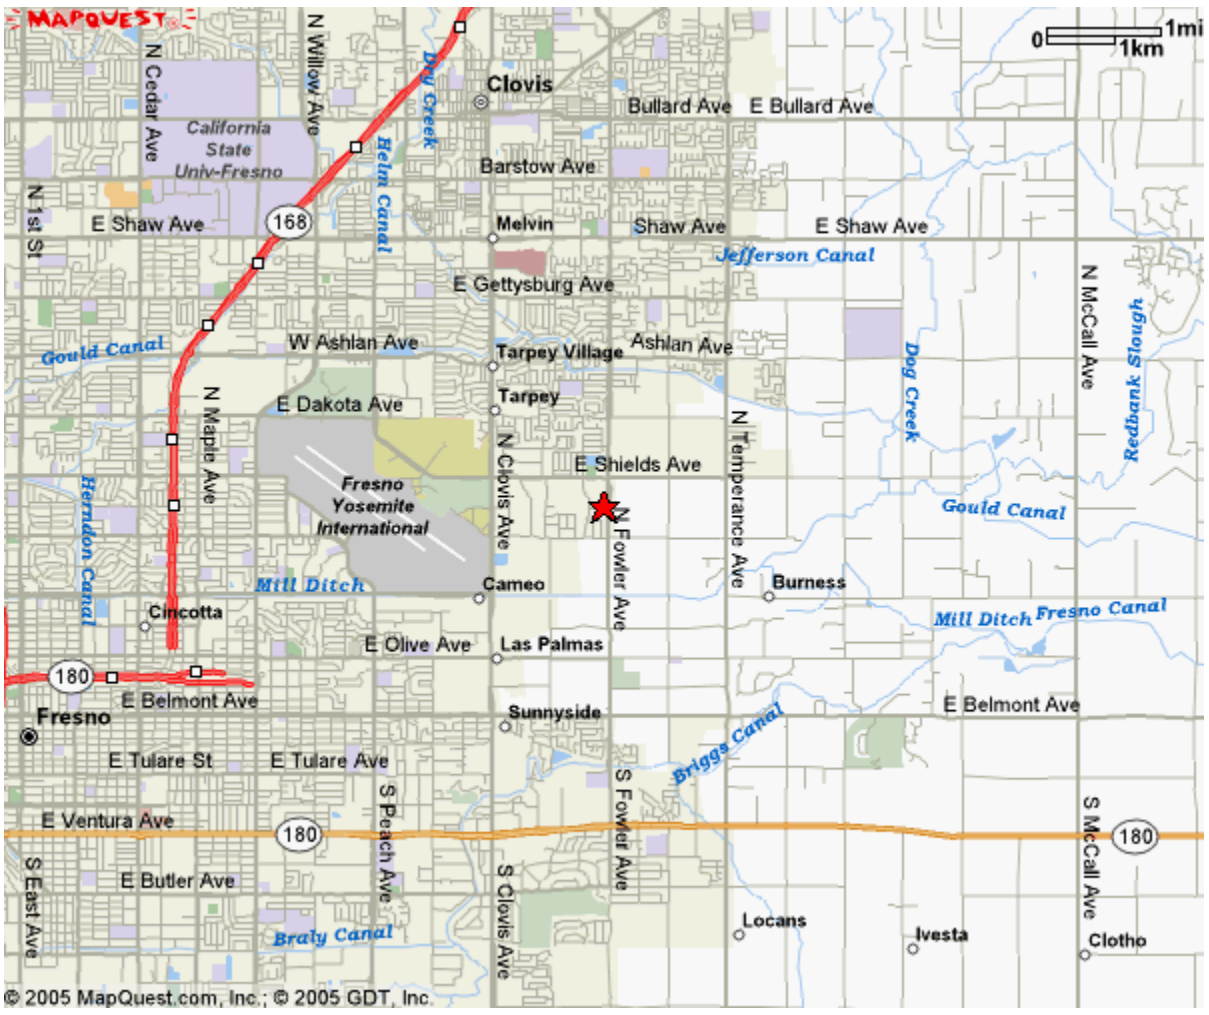 MAPQUEST
0
1mi
1km
N Cedar Ave
N Willow Ave
Dry Creek
Clovis
Bullard Ave
E Bullard Ave
California
State
Univ-Fresno
Helm Canal
Barstow Ave
N 1st St
E Shaw Ave
168
Melvin
Shaw Ave
E Shaw Ave
Jefferson Canal
E Gettysburg Ave
N McCall Ave
Redbank Slough
Gould Canal
W Ashlan Ave
Tarpey Village
Ashlan Ave
Dog Creek
N Maple Ave
E Dakota Ave
Tarpey
N Temperance Ave
N Clovis Ave
E Shields Ave
Herndon Canal
Fresno
Yosemite
International
N Fowler Ave
Gould Canal
Mill Ditch
Cameo
Burness
Cincotta
Mill Ditch
Fresno Canal
E Olive Ave
Las Palmas
180
E Belmont Ave
E Belmont Ave
Fresno
Sunnyside
Briggs Canal
E Tulare St
E Tulare Ave
S Peach Ave
S Fowler Ave
S McCall Ave
E Ventura Ave
180
180
S East Ave
E Butler Ave
S Clovis Ave
Locans
Braly Canal
Ivesta
Clotho
© 2005 MapQuest.com, Inc.; © 2005 GDT, Inc.